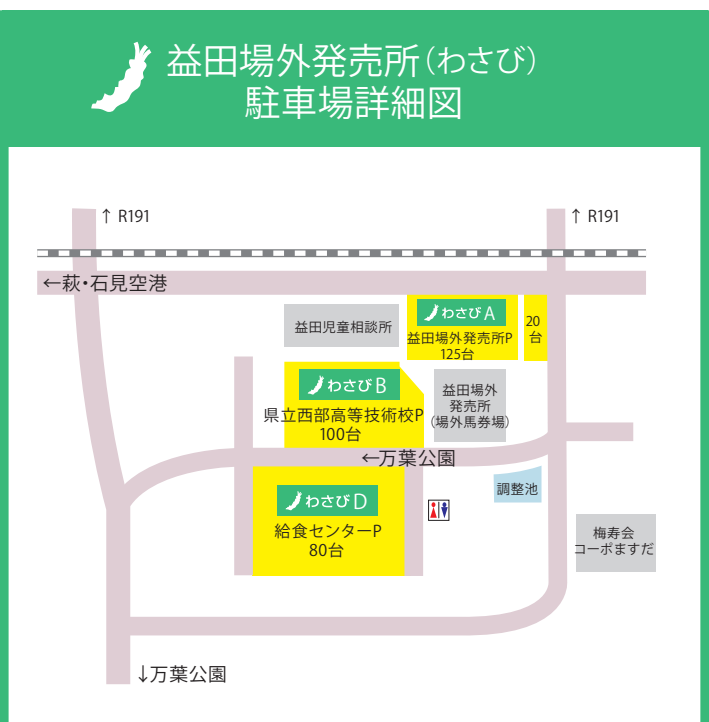 益田場外発売所(わさび)
駐車場詳細図
↑ R191
↑ R191
←萩・石見空港
わさびA
益田場外発売所P
125台
20
台
益田児童相談所
わさびB
県立西部高等技術校P
100台
益田場外
発売所
(場外馬券場)
←万葉公園
わさびD
給食センターP
80台
調整池
梅寿会
コーポますだ
↓万葉公園